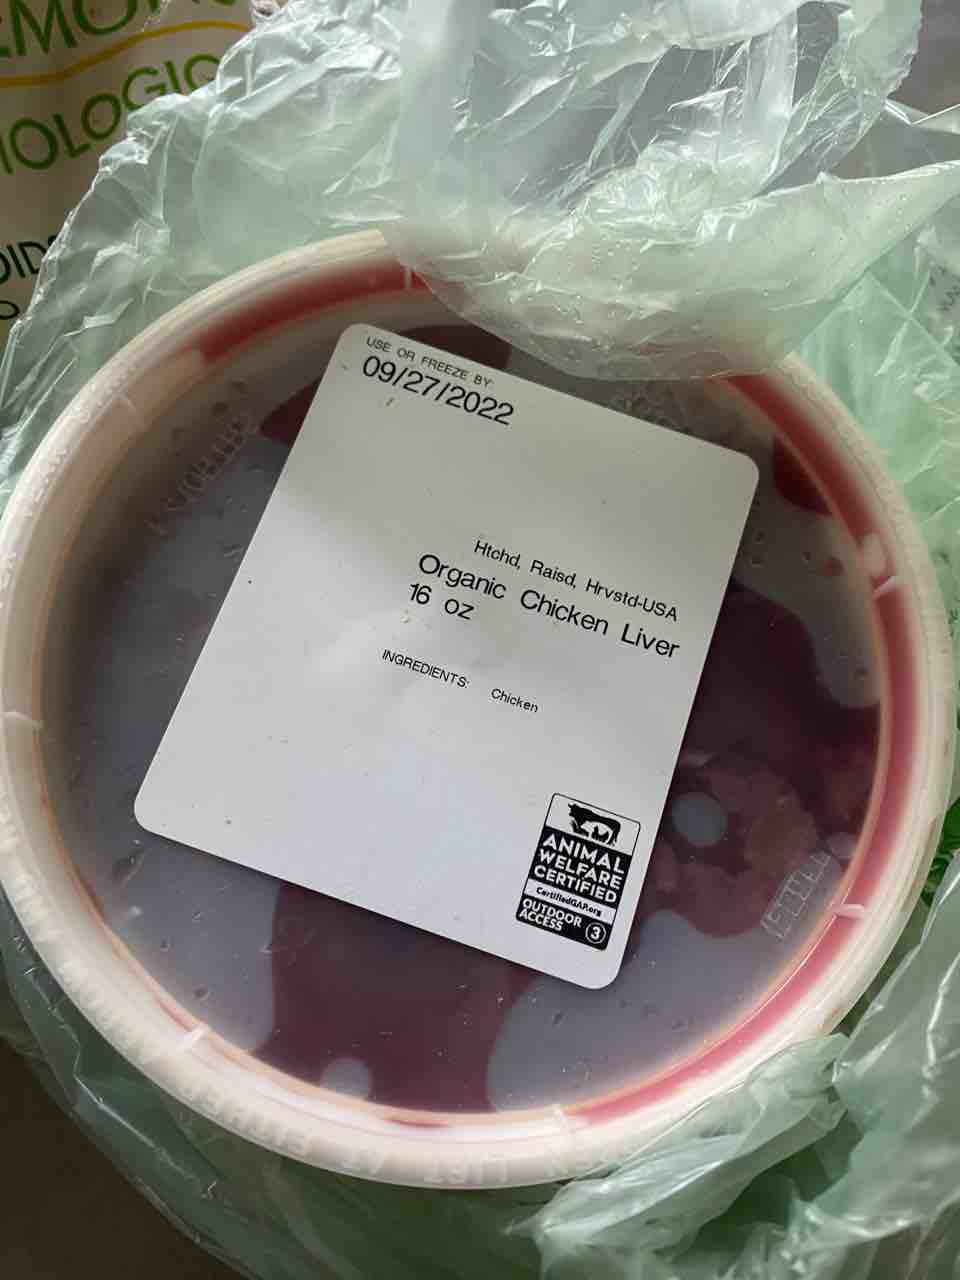 USE OR FREEZE BY:
09/27/2022
Htchd, Raisd, Hrvstd-USA
Organic Chicken Liver
16 oz
INGREDIENTS: Chicken
ANIMAL
WELFARE
CERTIFIED
CertifiedGAP.org
OUTDOOR
ACCESS 3